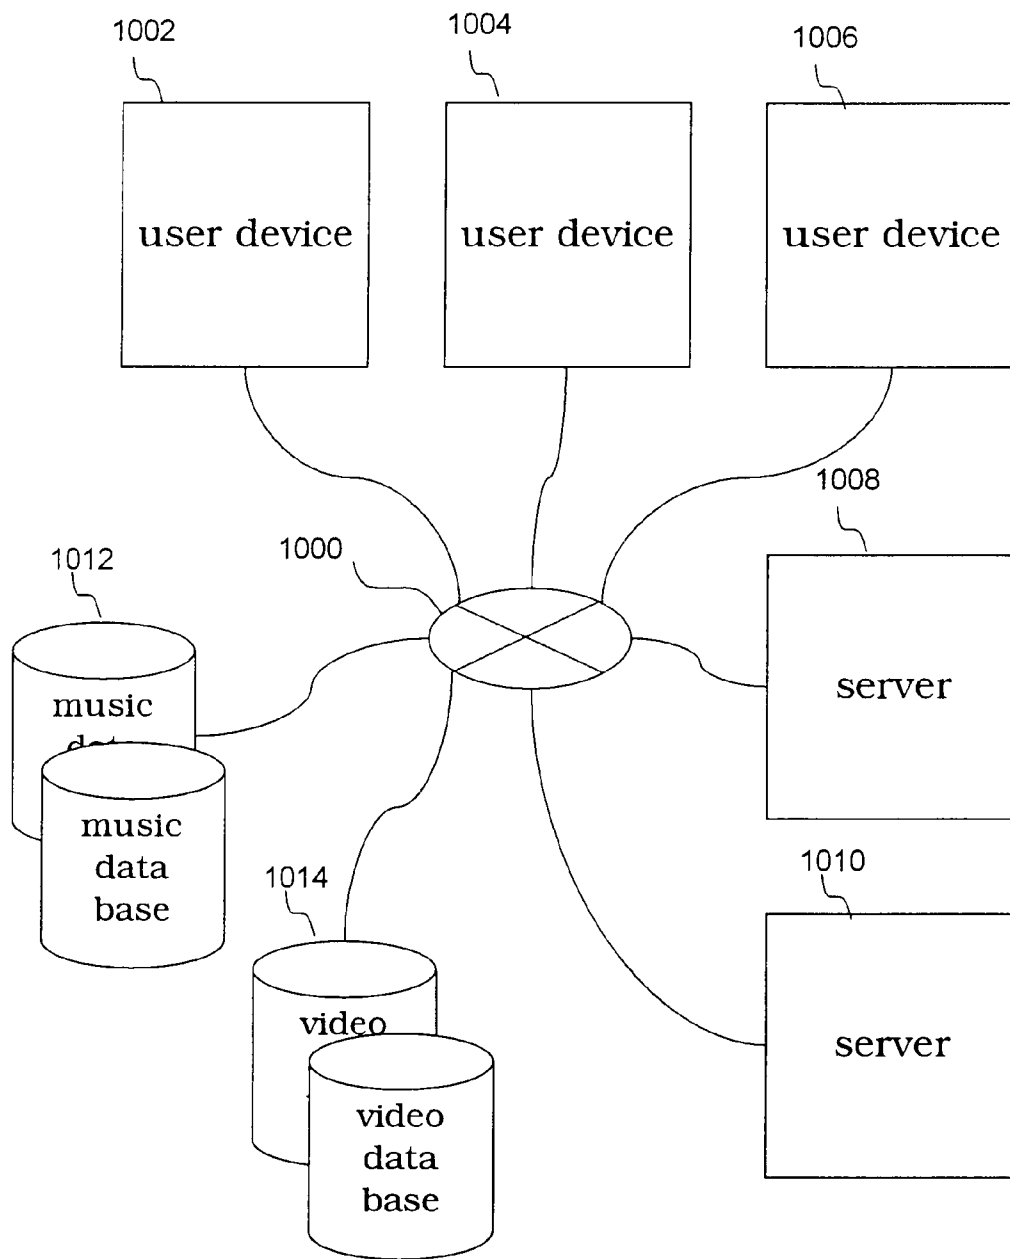 1002
1004
1006
user device
user device
user device
1008
1000
1012
server
music
music
data
base
1014
1010
video
server
video
data
base